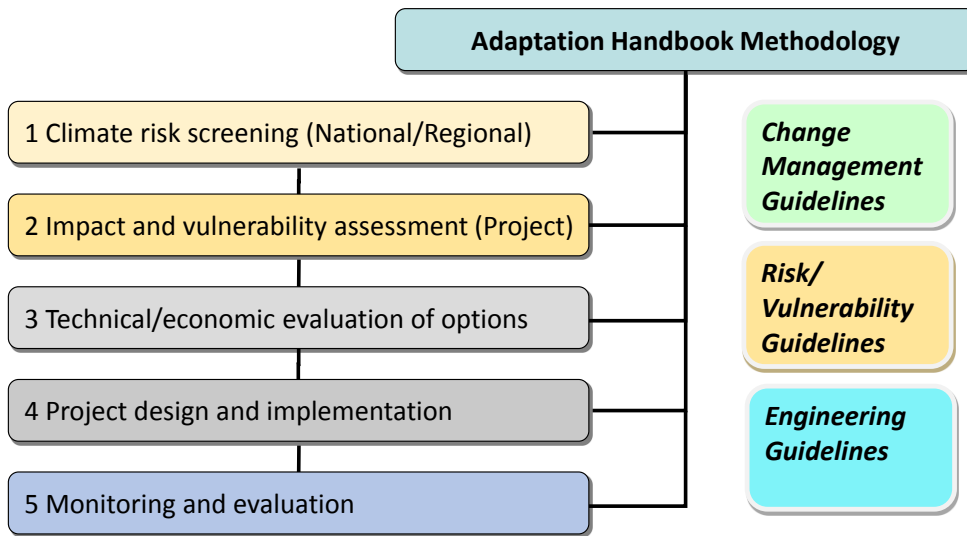 Adaptation Handbook Methodology
1 Climate risk screening (National/Regional)
2 Impact and vulnerability assessment (Project)
3 Technical/economic evaluation of options
4 Project design and implementation
5 Monitoring and evaluation
Change
Management
Guidelines
Risk/
Vulnerability
Guidelines
Engineering
Guidelines